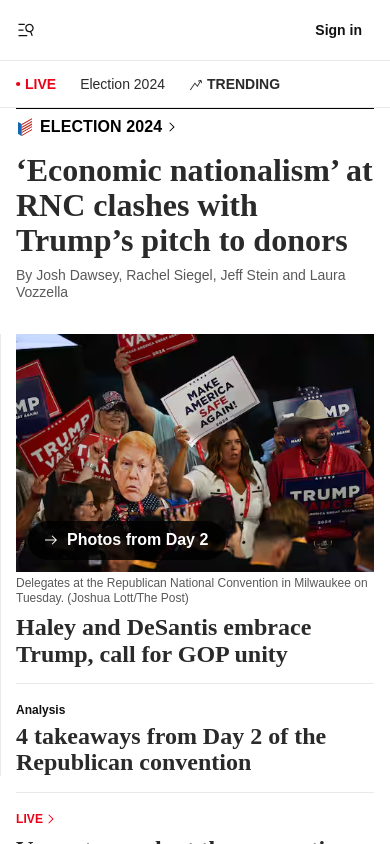 Sign in
LIVE
Election 2024
TRENDING
ELECTION 2024
‘Economic nationalism’ at
RNC clashes with
Trump’s pitch to donors
By Josh Dawsey, Rachel Siegel, Jeff Stein and Laura
Vozzella
TRUMP
VANCE
MAKE
AMERICA
SAFE
AGAIN!
TRUMP
Photos from Day 2
Delegates at the Republican National Convention in Milwaukee on
Tuesday. (Joshua Lott/The Post)
Haley and DeSantis embrace
Trump, call for GOP unity
Analysis
4 takeaways from Day 2 of the
Republican convention
LIVE